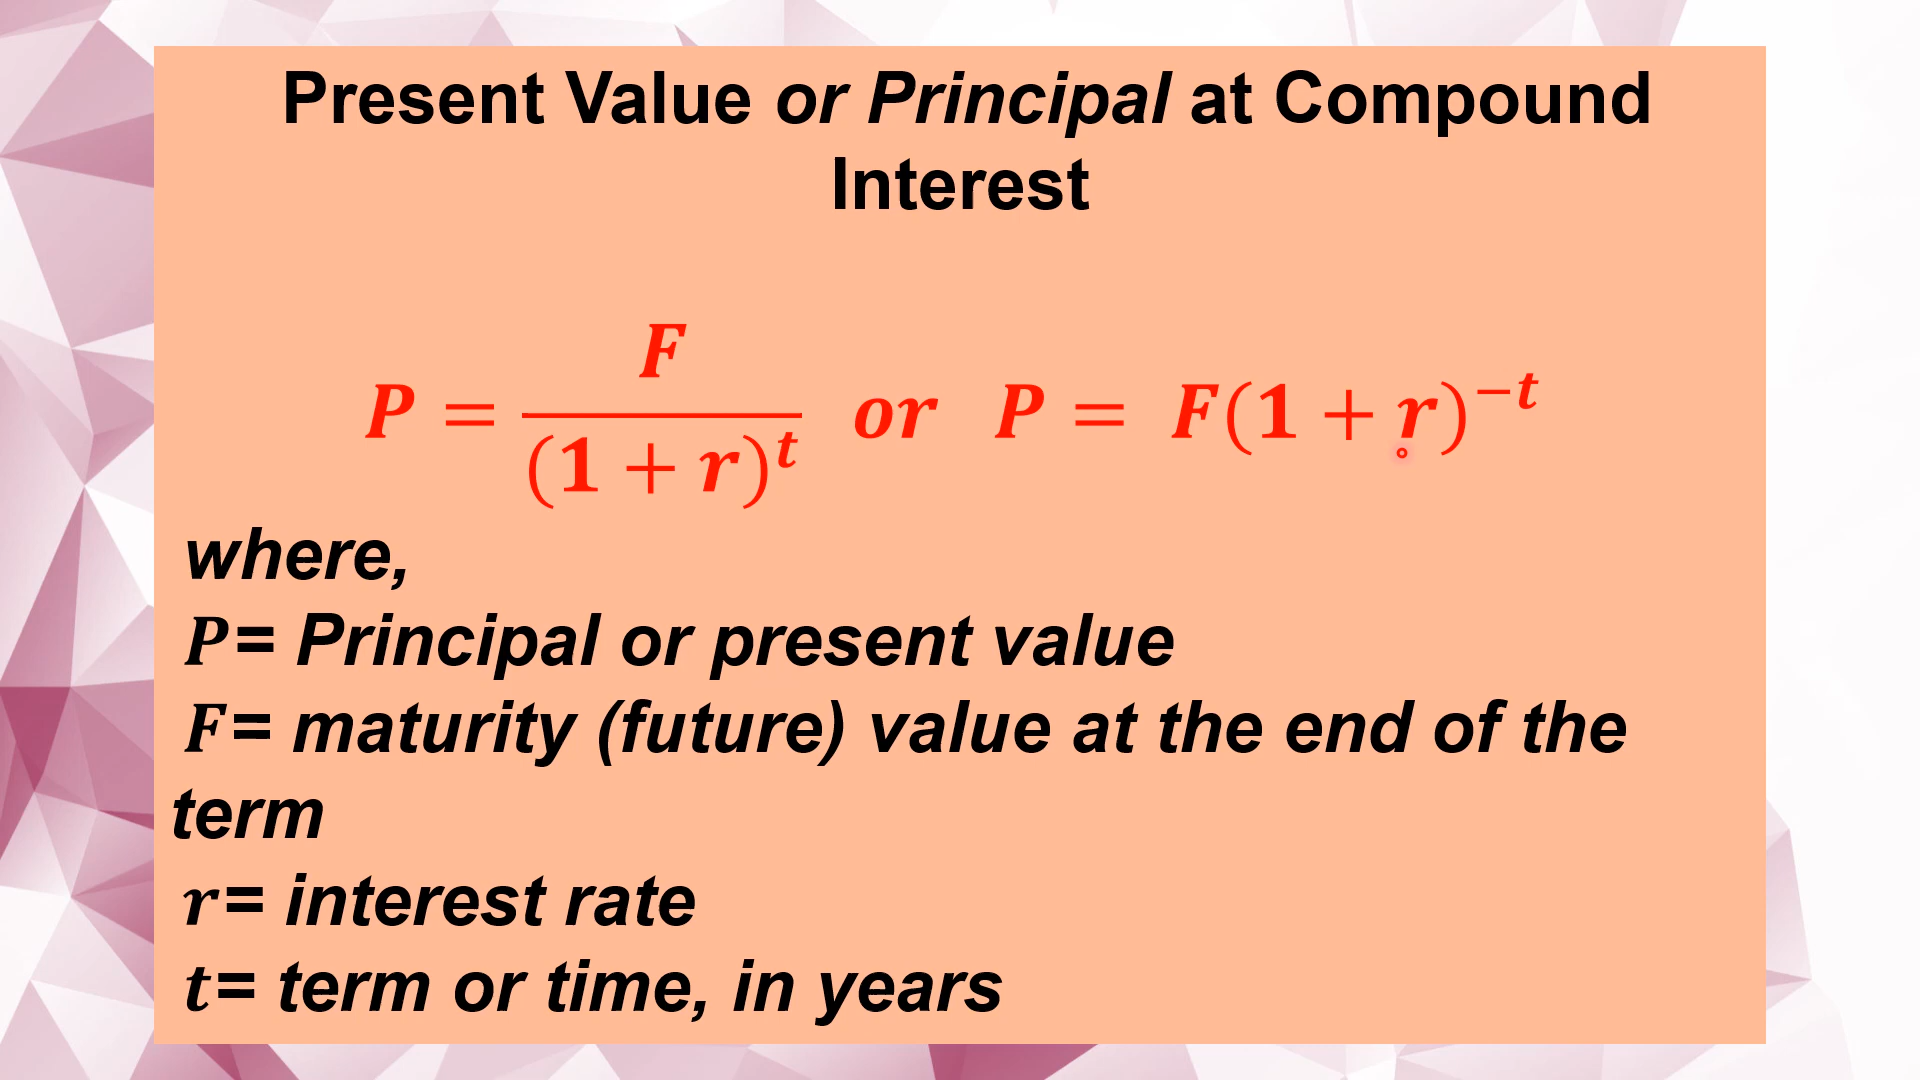 Present Value or Principal at Compound
Interest
P = F/(1 + r)^t or P = F(1 + r)^−t
where,
P= Principal or present value
F= maturity (future) value at the end of the
term
r= interest rate
t= term or time, in years